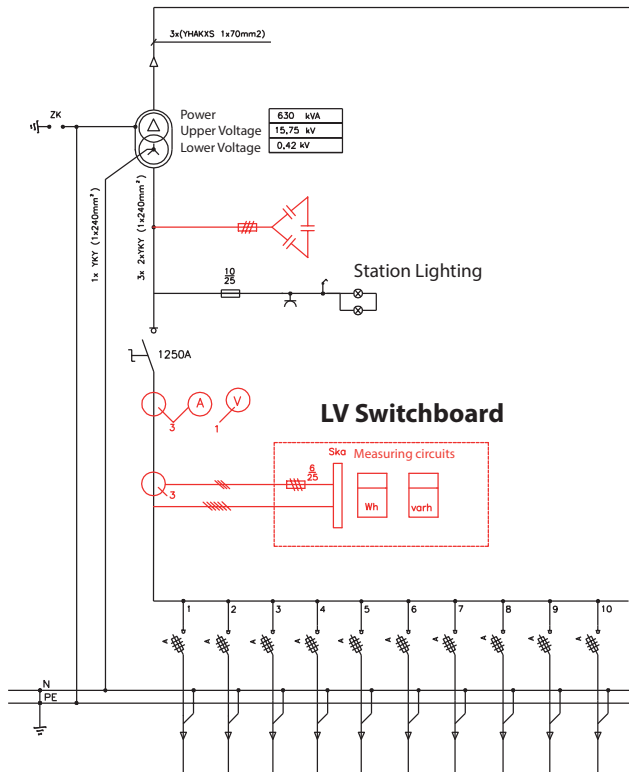 3x(YHAKXS 1x70mm2)
ZK
Power 630 kVA
Upper Voltage 15,75 kV
Lower Voltage 0,42 kV
1x YKY (1x240mm²)
3x 2xYKY (1x240mm²)
10
25
Station Lighting
1250A
A
V
3
1
LV Switchboard
Ska
Measuring circuits
6
25
3
Wh
varh
1 2 3 4 5 6 7 8 9 10
A A A A A A A A A A
N
PE